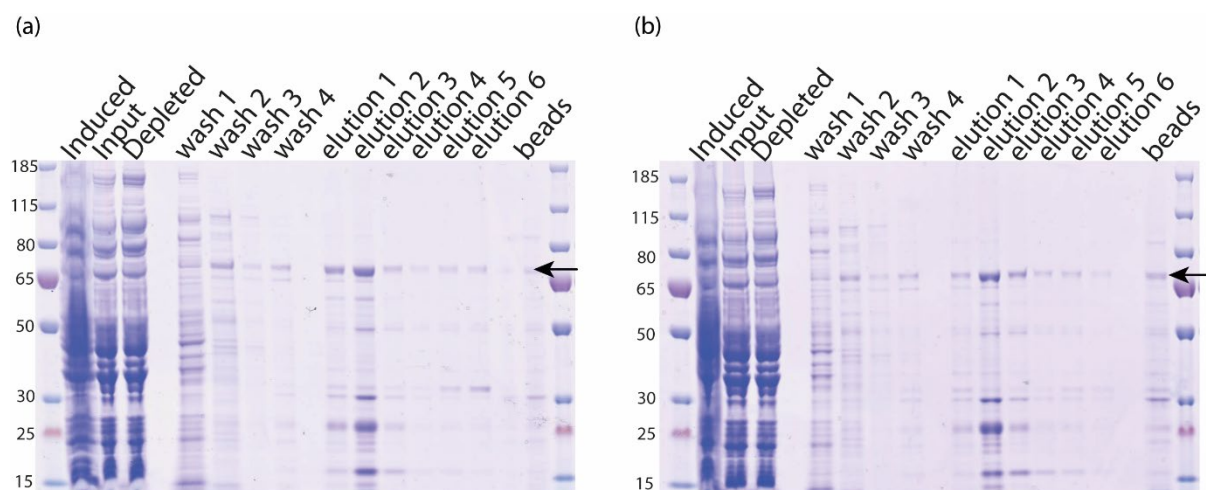 (a)
Induced
Input
Depleted
wash 1
wash 2
wash 3
wash 4
elution 1
elution 2
elution 3
elution 4
elution 5
elution 6
beads
185
115
80
65
50
30
25
15
(b)
Induced
Input
Depleted
wash 1
wash 2
wash 3
wash 4
elution 1
elution 2
elution 3
elution 4
elution 5
elution 6
beads
185
115
80
65
50
30
25
15